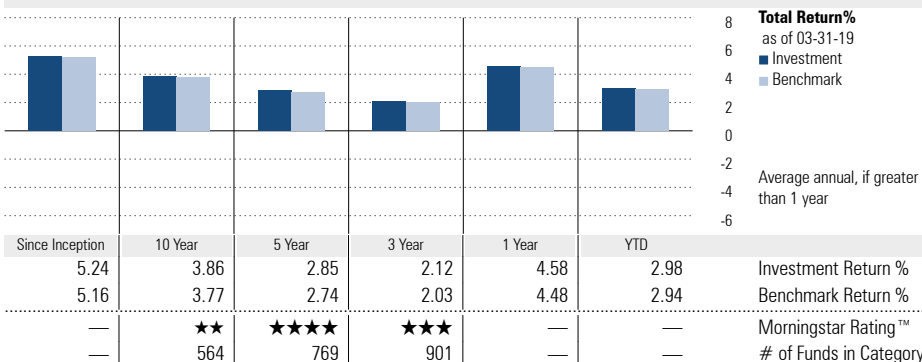 8
6
4
2
0
-2
-4
-6
Total Return%
as of 03-31-19
■ Investment
■ Benchmark
Average annual, if greater
than 1 year
Since Inception 10 Year 5 Year 3 Year 1 Year YTD
5.24 3.86 2.85 2.12 4.58 2.98 Investment Return %
5.16 3.77 2.74 2.03 4.48 2.94 Benchmark Return %
— ★★ ★★★★ ★★★ — — Morningstar Rating™
— 564 769 901 — — # of Funds in Category